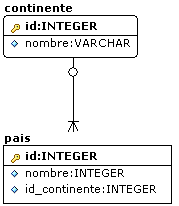 continente
id:INTEGER
nombre:VARCHAR
pais
id:INTEGER
nombre:INTEGER
id_continente:INTEGER